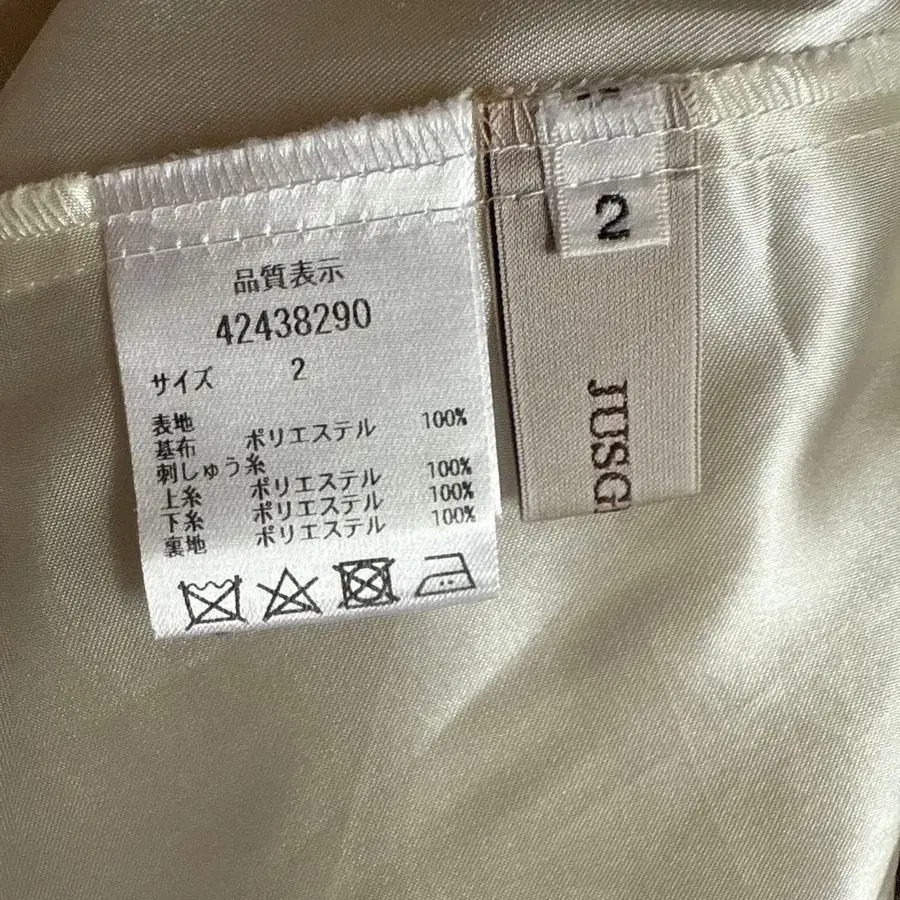 品質表示
42438290
サイズ 2
表地
基布 ポリエステル 100%
刺しゅう糸
上糸 ポリエステル 100%
下糸 ポリエステル 100%
裏地 ポリエステル 100%
2
JUSG